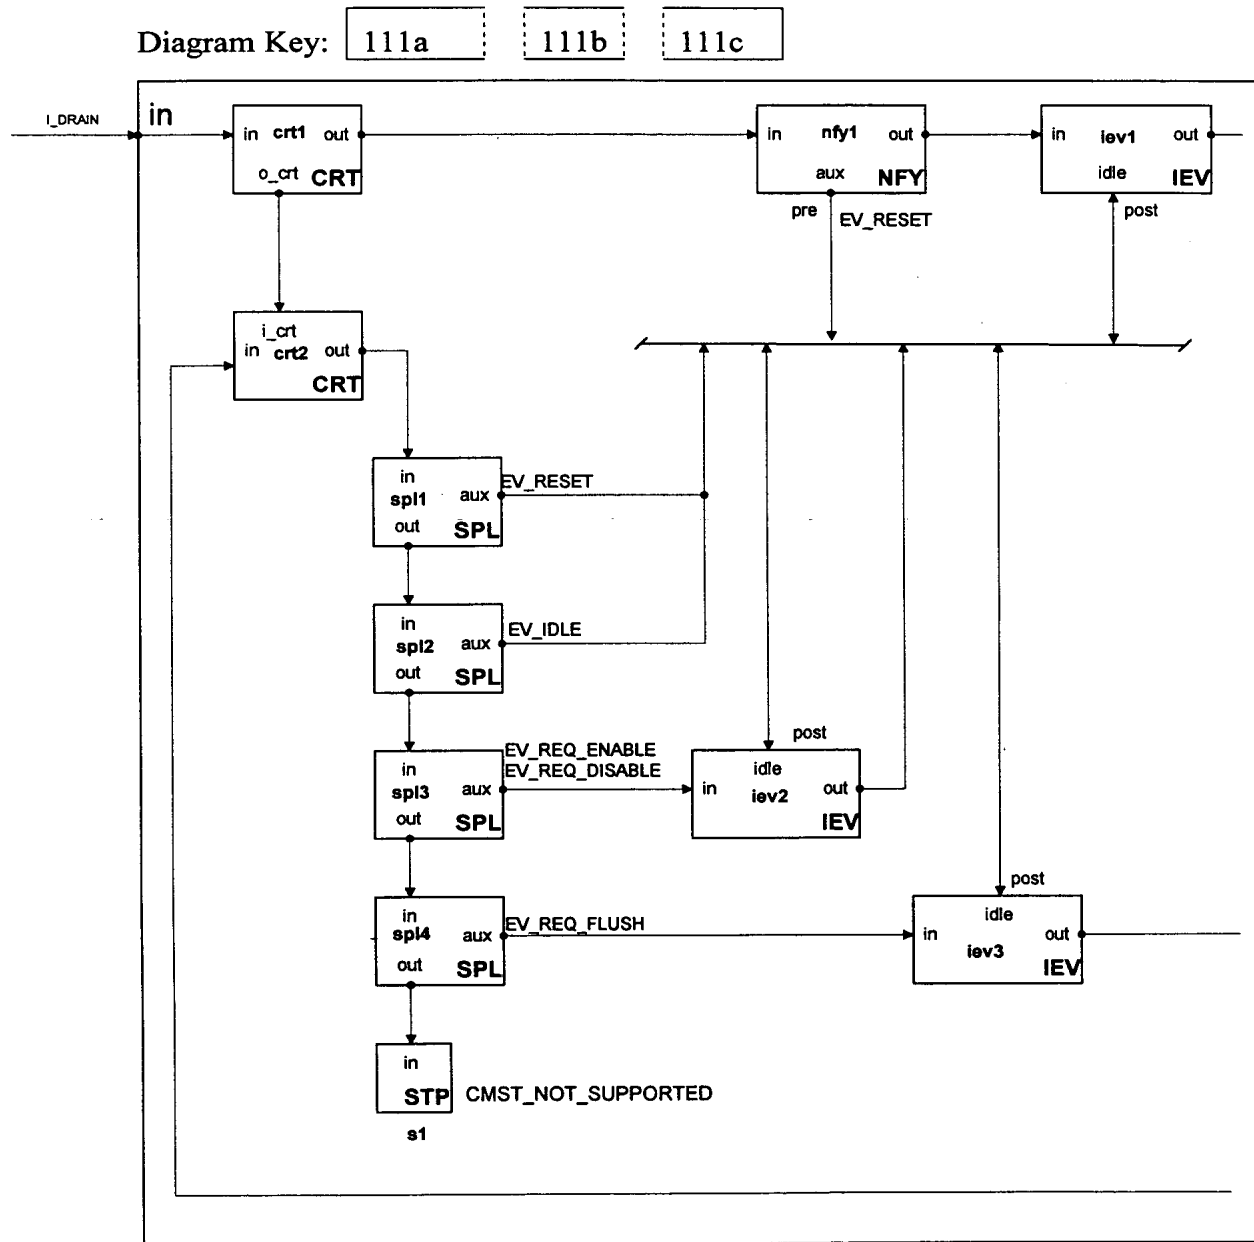 Diagram Key: 111a 111b 111c
I_DRAIN
in
in crt1 out
o_crt CRT
in nfy1 out
aux NFY
pre
EV_RESET
in iev1 out
idle IEV
post
i_crt
in crt2 out
CRT
in
spl1 aux
out SPL
EV_RESET
in
spl2 aux
out SPL
EV_IDLE
in
spl3 aux
out SPL
EV_REQ_ENABLE
EV_REQ_DISABLE
post
idle
in iev2 out
IEV
in
spl4 aux
out SPL
EV_REQ_FLUSH
post
idle
in iev3 out
IEV
in
STP CMST_NOT_SUPPORTED
s1